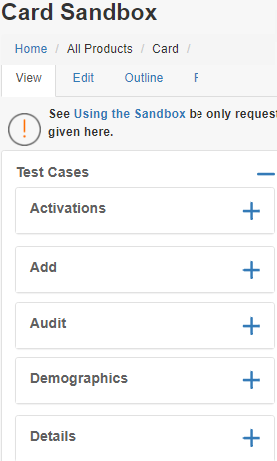 Card Sandbox
Home / All Products / Card /
View Edit Outline
! See Using the Sandbox be only
given here.
Test Cases
Activations
Add
Audit
Demographics
Details